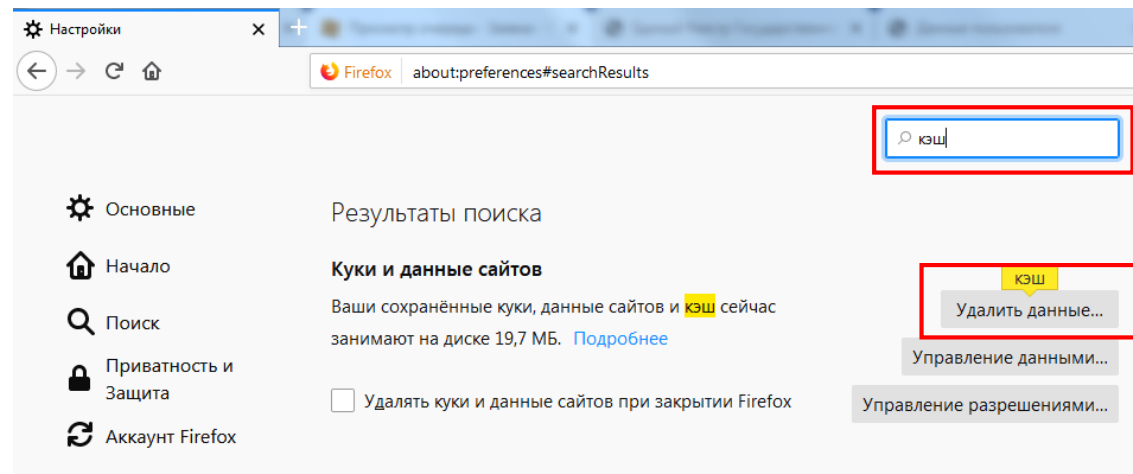 Настройки
Firefox about:preferences#searchResults
кэш
Основные
Начало
Поиск
Приватность и
Защита
Аккаунт Firefox
Результаты поиска
Куки и данные сайтов
Ваши сохранённые куки, данные сайтов и кэш сейчас
занимают на диске 19,7 МБ. Подробнее
Удалять куки и данные сайтов при закрытии Firefox
кэш
Удалить данные...
Управление данными...
Управление разрешениями...